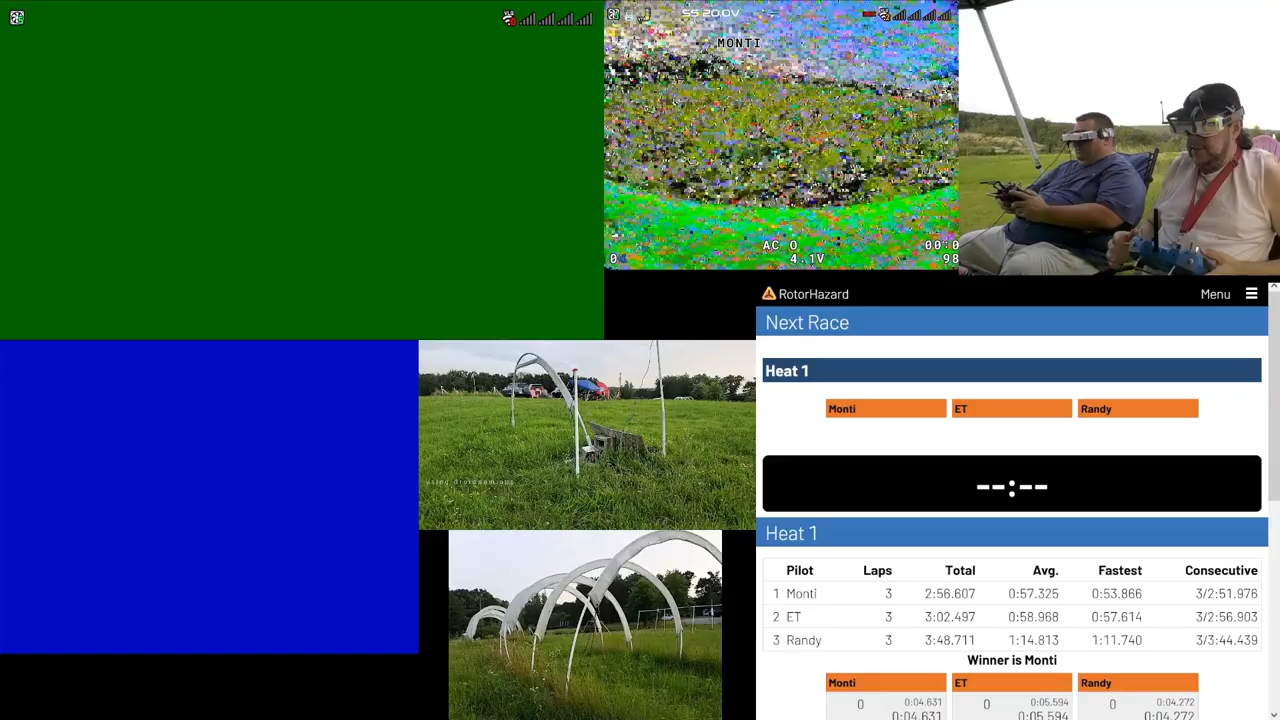 SS 20.0V
MONTI
AC 0
00:0
4.1V
98
using droidcam app
RotorHazard
Menu
Next Race
Heat 1
Monti
ET
Randy
--:--
Heat 1
Pilot Laps Total Avg. Fastest Consecutive
1 Monti 3 2:56.607 0:57.325 0:53.866 3/2:51.976
2 ET 3 3:02.497 0:58.968 0:57.614 3/2:56.903
3 Randy 3 3:48.711 1:14.813 1:11.740 3/3:44.439
Winner is Monti
Monti
ET
Randy
0 0:04.631
0:04.631
0 0:05.594
0:05.594
0 0:04.272
0:04.272